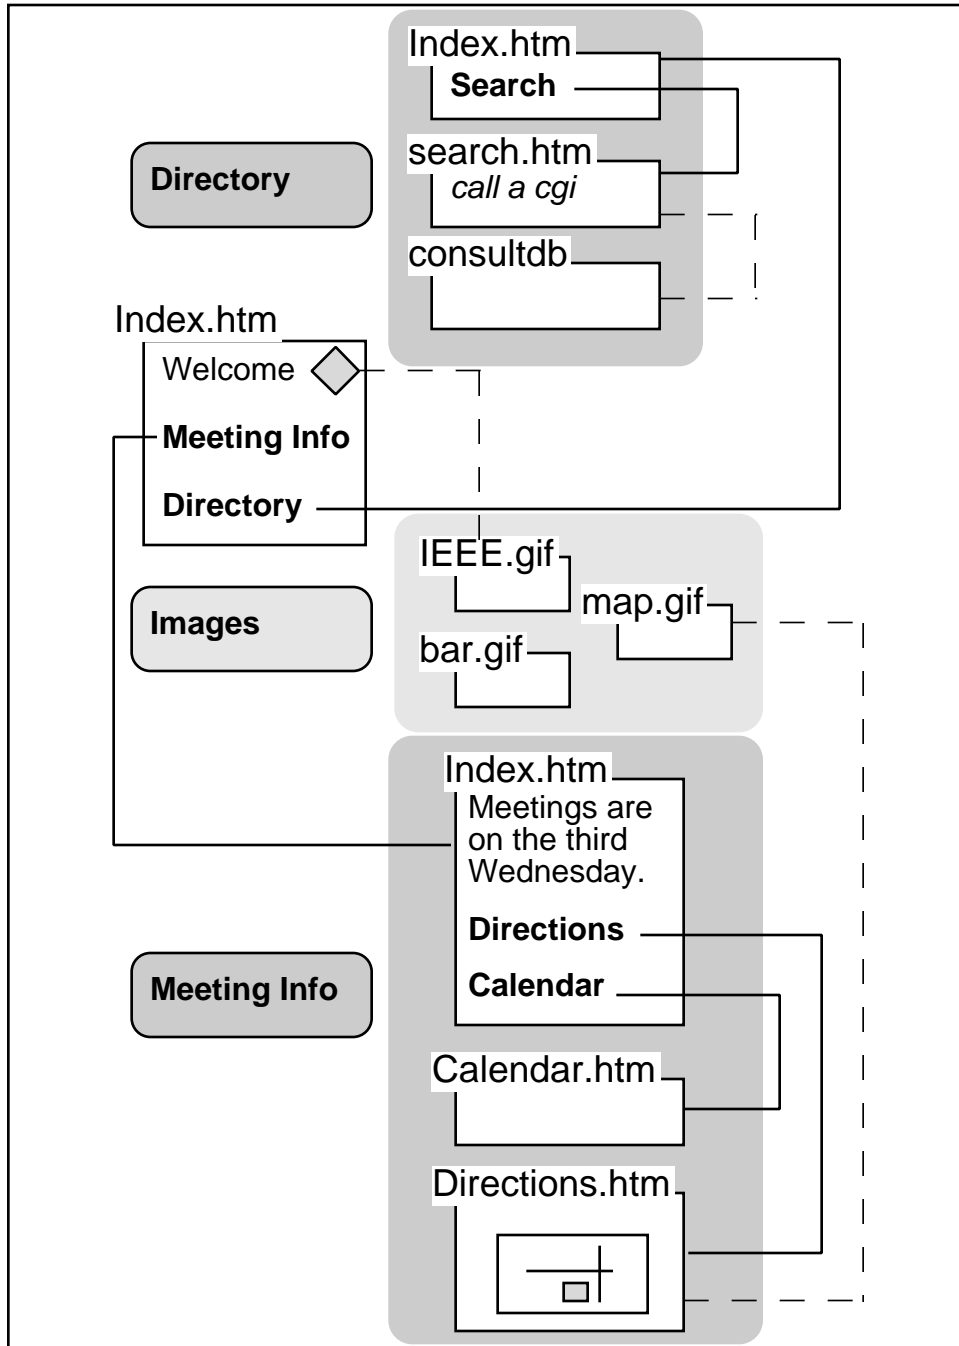 Index.htm
Search
search.htm
call a cgi
Directory
consultdb
Index.htm
Welcome
Meeting Info
Directory
IEEE.gif
map.gif
Images
bar.gif
Index.htm
Meetings are
on the third
Wednesday.
Directions
Calendar
Meeting Info
Calendar.htm
Directions.htm